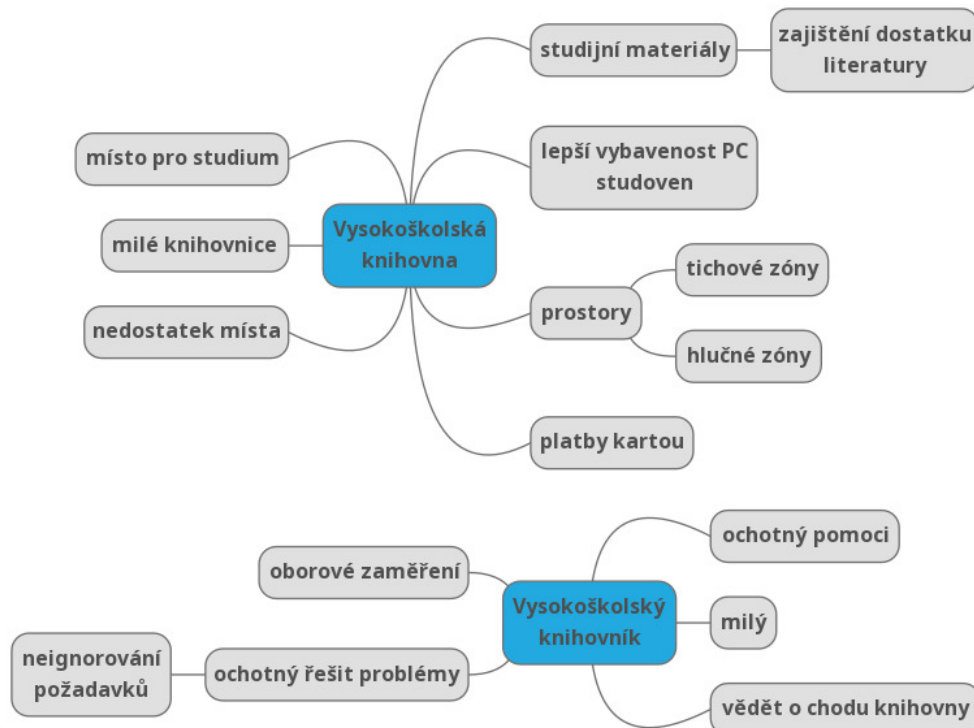 studijní materiály
zajištění dostatku
literatury
místo pro studium
lepší vybavenost PC
studoven
Vysokoškolská
knihovna
milé knihovnice
nedostatek místa
prostory
tichové zóny
hlučné zóny
platby kartou
ochotný pomoci
oborové zaměření
Vysokoškolský
knihovník
milý
neignorování
požadavků
ochotný řešit problémy
vědět o chodu knihovny